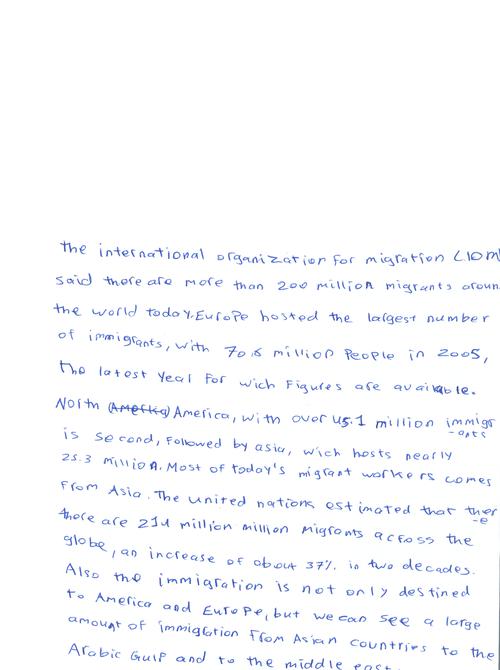 the international organization for migration (IOM
said there are more than 200 million migrants aroun
the world today. Europe hosted the largest number
of immigrants, with 70.6 million People in 2005,
the latest Year for wich Figures are available.
North America, with over 45.1 million immigr
-ants
is second, Followed by asia, wich hosts nearly
25.3 million. Most of today's migrant workers comes
From Asia. The united nations estimated that ther
-e
there are 214 million million migrants accross the
globe, an increase of about 37% in two decades.
Also the immigration is not only destined
to America and Europe, but we can see a large
amount of immigration From Asian countries to the
Arabic Gulf and to the middle east.